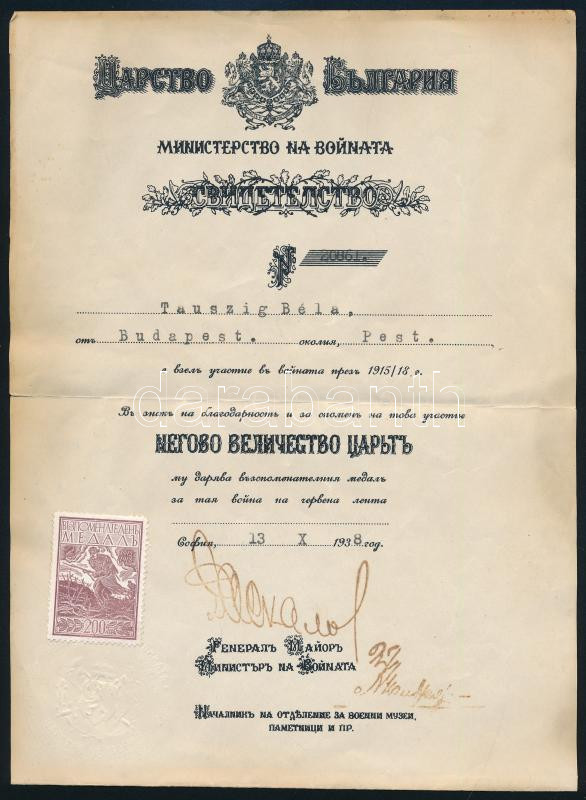 Царство България
Министерство на войната
Свидетелство
№ 20861.
Tauszig Béla,
отъ Budapest. околия, Pest.
е взелъ участие въ войната презъ 1915/18 г.
darabanth
Въ знакъ на благодарность и за споменъ на това участие
Негово Величество Царьтъ
му дарява възпоменателния медалъ
за тая война на червена лента
София, 13 X 1938 год.
ВЪЗПОМЕНАТЕЛЕНЪ
МЕДАЛЪ
200
Генералъ Майоръ
Министъръ на Войната
Началникъ на отделение за военни музеи,
паметници и пр.